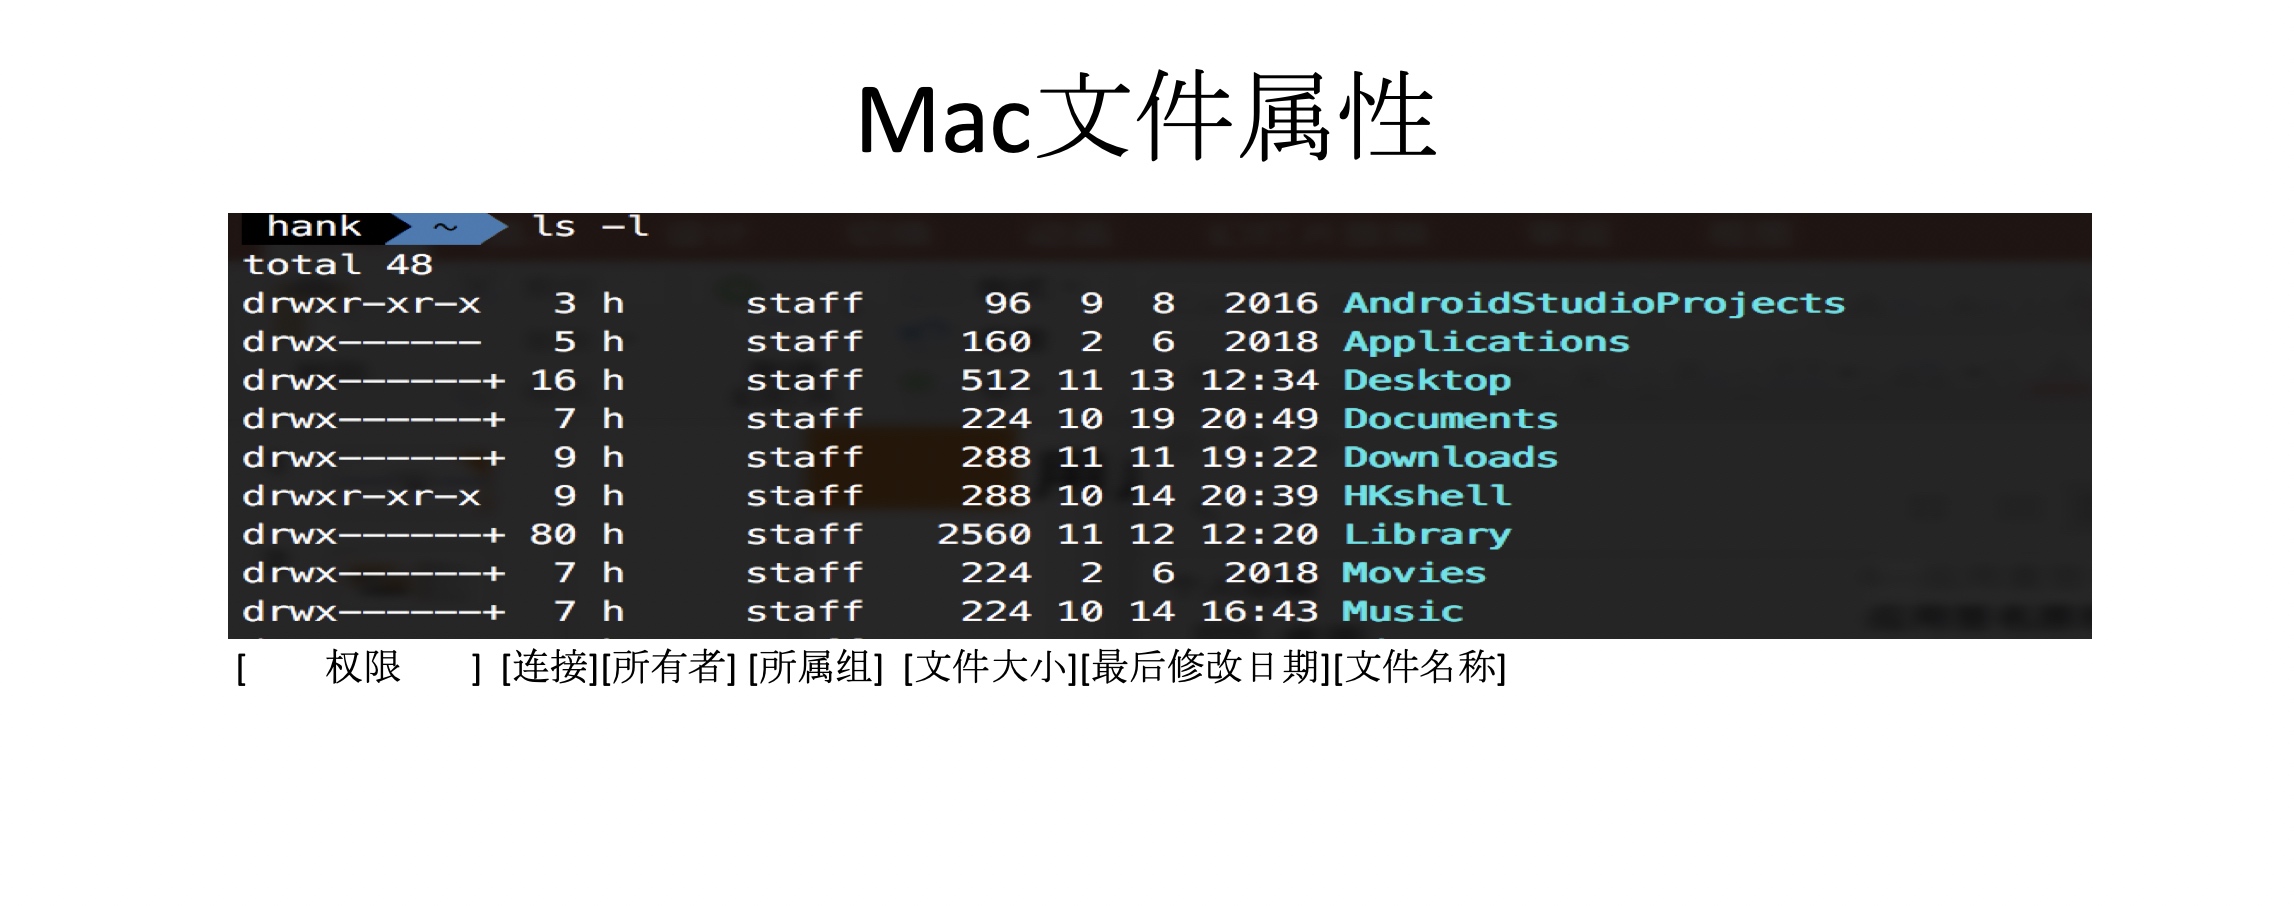 Mac文件属性
hank ~ ls -l
total 48
drwxr-xr-x 3 h staff 96 9 8 2016 AndroidStudioProjects
drwx------ 5 h staff 160 2 6 2018 Applications
drwx------+ 16 h staff 512 11 13 12:34 Desktop
drwx------+ 7 h staff 224 10 19 20:49 Documents
drwx------+ 9 h staff 288 11 11 19:22 Downloads
drwxr-xr-x 9 h staff 288 10 14 20:39 HKshell
drwx------+ 80 h staff 2560 11 12 12:20 Library
drwx------+ 7 h staff 224 2 6 2018 Movies
drwx------+ 7 h staff 224 10 14 16:43 Music
[ 权限 ] [连接][所有者] [所属组] [文件大小][最后修改日期][文件名称]